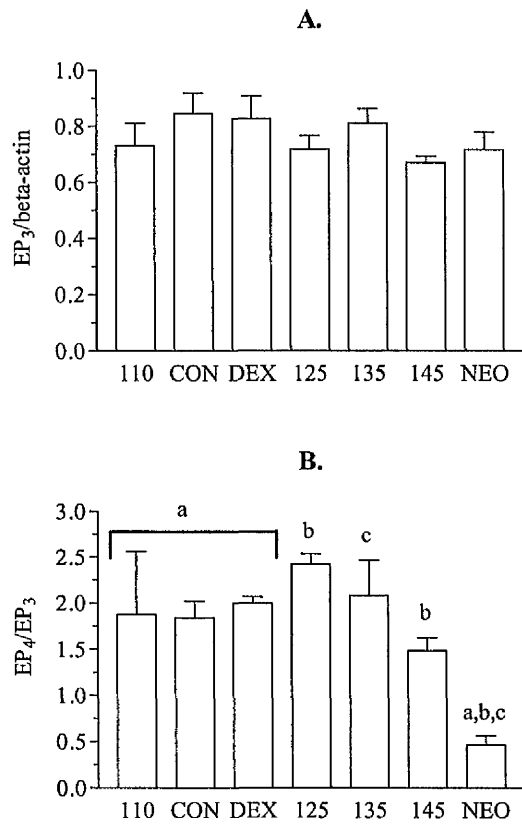 A.
EP3/beta-actin
1.0
0.8
0.6
0.4
0.2
0.0
110 CON DEX 125 135 145 NEO
B.
EP4/EP3
3.0
2.5
2.0
1.5
1.0
0.5
0.0
a
b
c
b
a,b,c
110 CON DEX 125 135 145 NEO